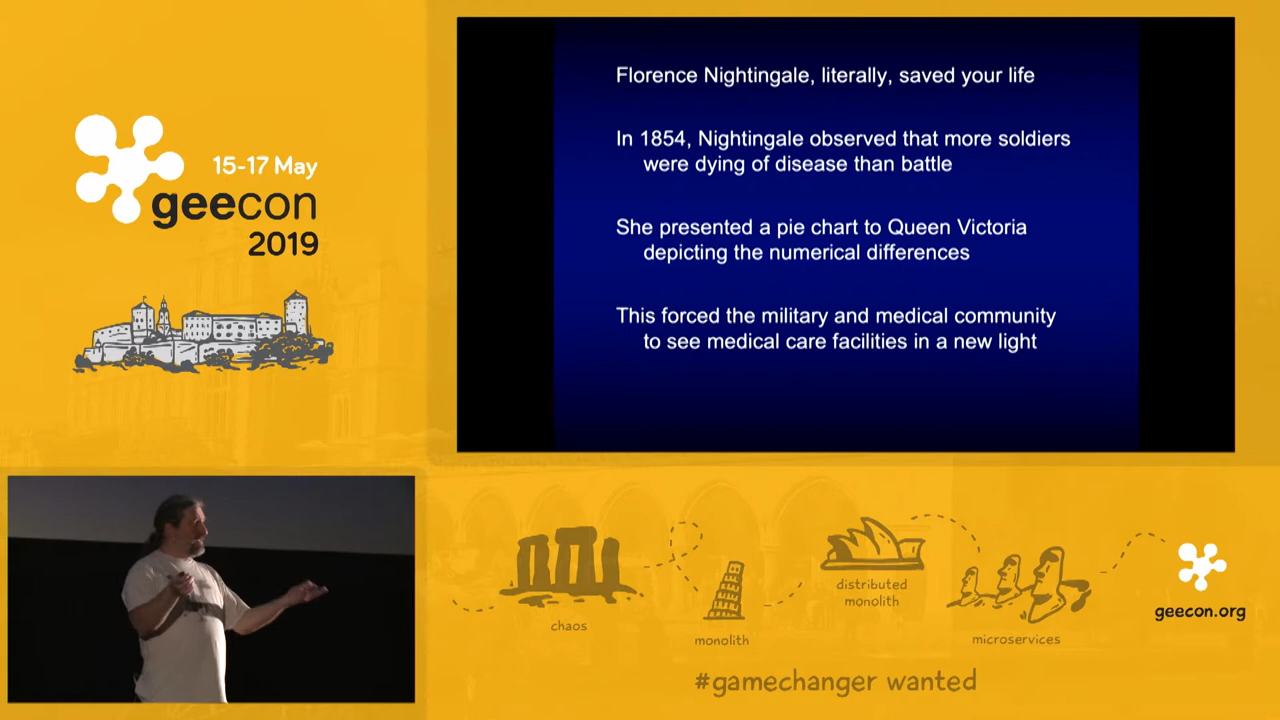 15-17 May
geecon
2019
Florence Nightingale, literally, saved your life
In 1854, Nightingale observed that more soldiers
were dying of disease than battle
She presented a pie chart to Queen Victoria
depicting the numerical differences
This forced the military and medical community
to see medical care facilities in a new light
chaos
monolith
distributed
monolith
microservices
geecon.org
#gamechanger wanted